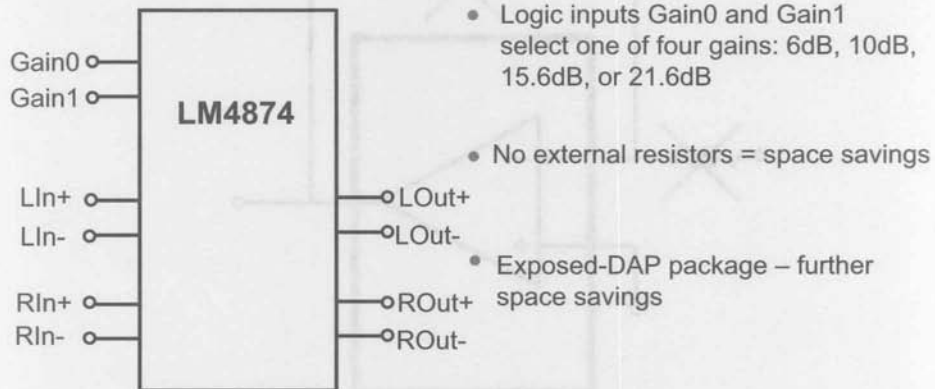 Gain0
Gain1
LM4874
LIn+
LIn-
RIn+
RIn-
LOut+
LOut-
ROut+
ROut-
• Logic inputs Gain0 and Gain1
select one of four gains: 6dB, 10dB,
15.6dB, or 21.6dB
• No external resistors = space savings
• Exposed-DAP package – further
space savings